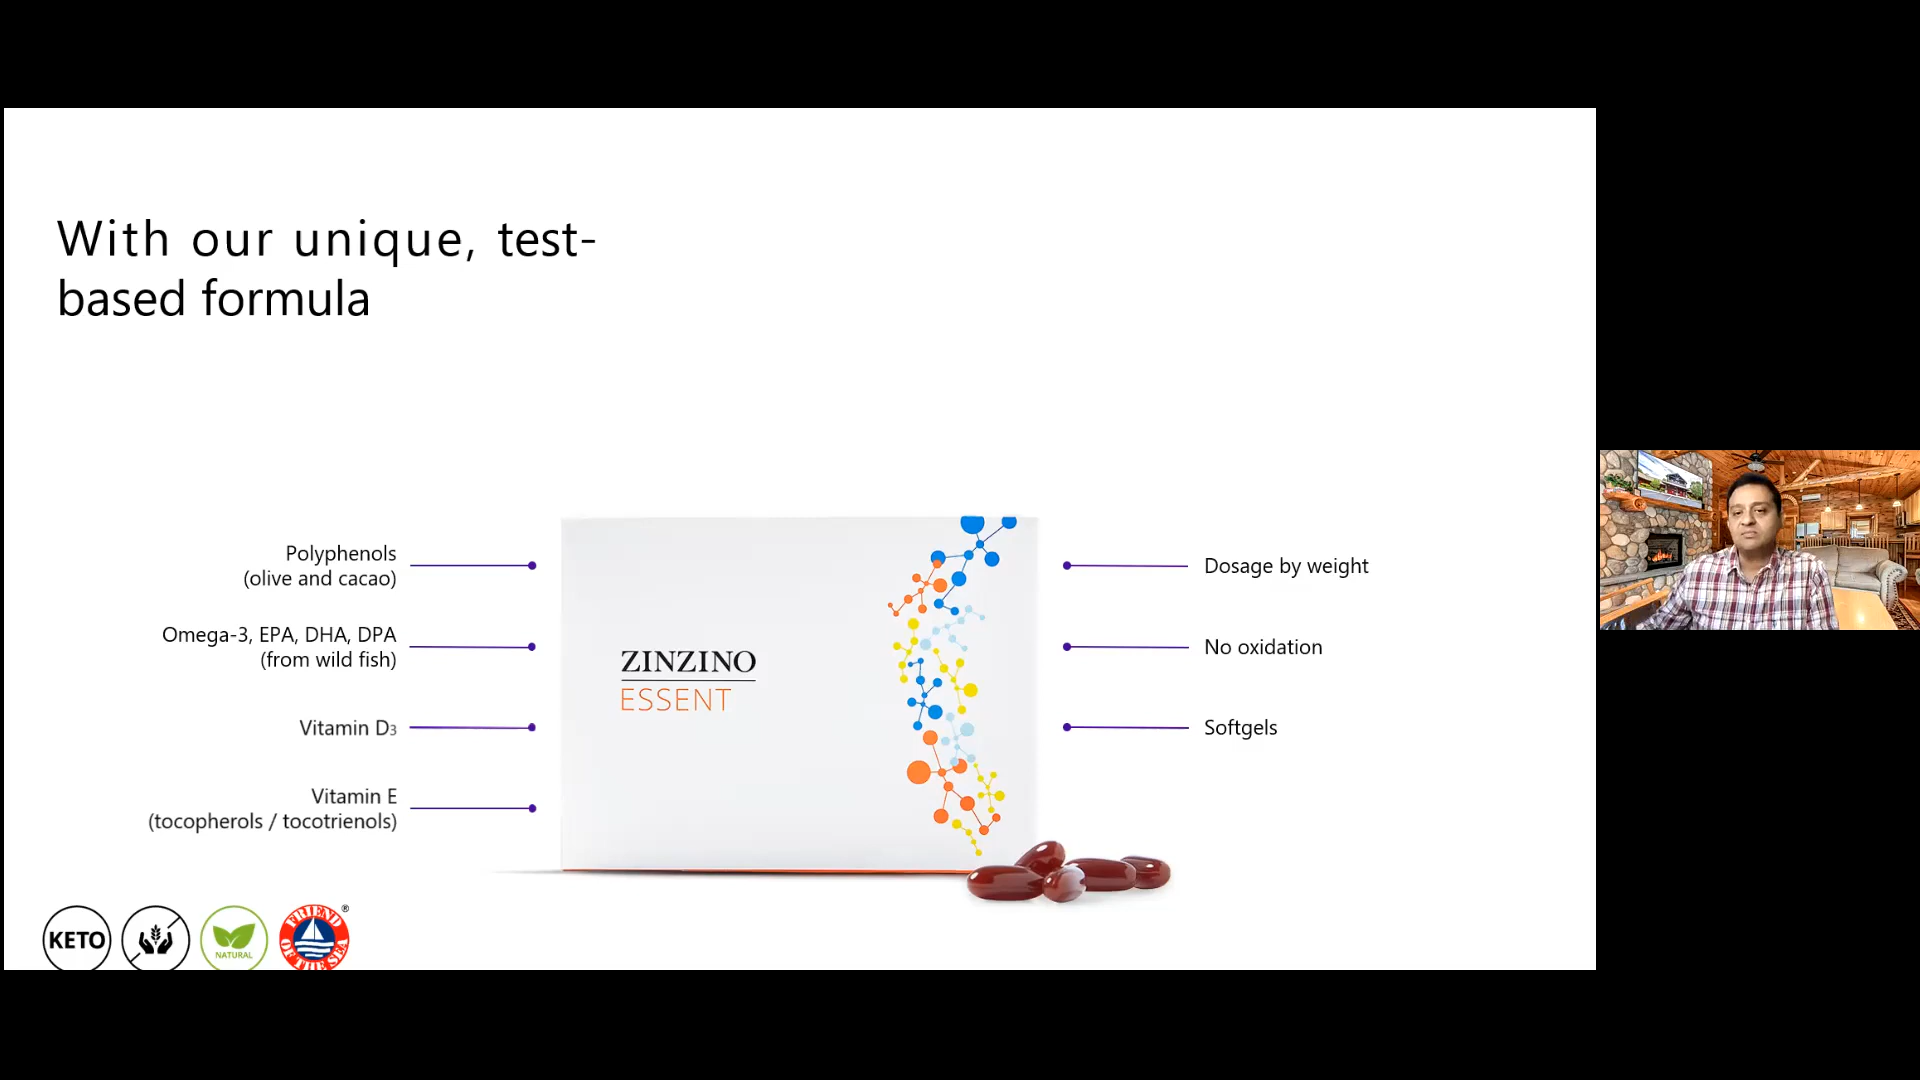 With our unique, test-
based formula
Polyphenols
(olive and cacao)
Omega-3, EPA, DHA, DPA
(from wild fish)
Vitamin D3
Vitamin E
(tocopherols / tocotrienols)
ZINZINO
ESSENT
Dosage by weight
No oxidation
Softgels
KETO
NATURAL
FRIEND
OF THE SEA
®